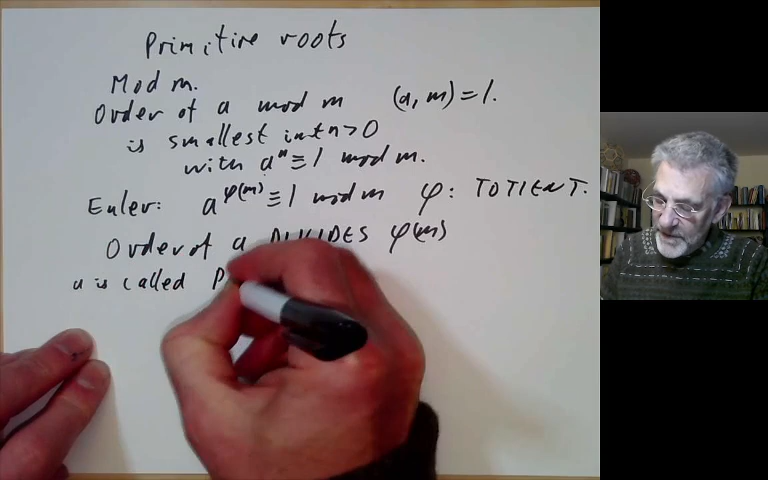 Primitive roots
Mod m.
Order of a mod m (a, m) = 1.
is smallest int n>0
with aⁿ ≡ 1 mod m.
Euler: a^φ(m) ≡ 1 mod m φ: TOTIENT.
Order of a DIVIDES φ(m)
a is called P